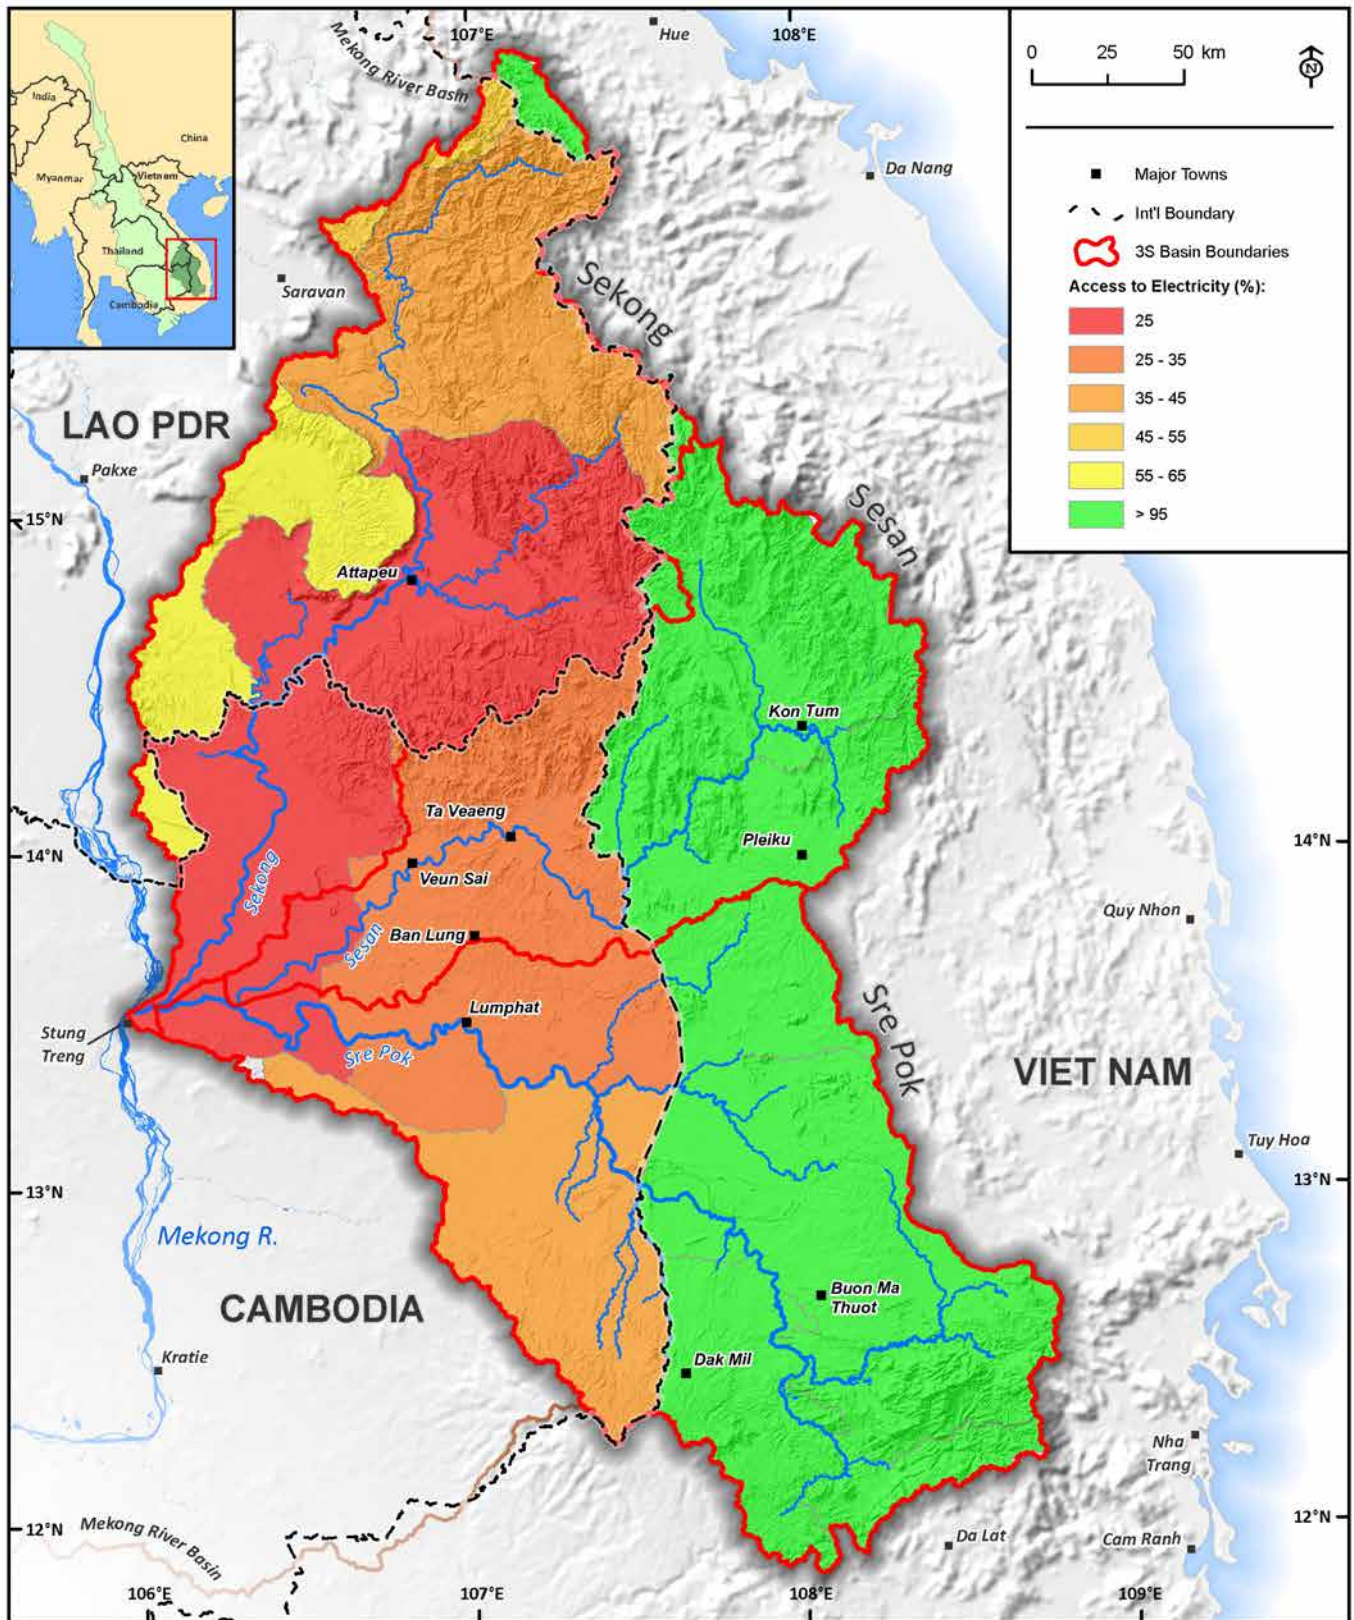 107°E
108°E
Hue
Mekong River Basin
India
China
Myanmar
Vietnam
Thailand
Cambodia
0 25 50 km
N
Major Towns
Int'l Boundary
3S Basin Boundaries
Access to Electricity (%):
25
25 - 35
35 - 45
45 - 55
55 - 65
> 95
Da Nang
Saravan
Sekong
LAO PDR
Pakxe
15°N
Sesan
Attapeu
Kon Tum
Ta Veaeng
Pleiku
14°N
14°N
Veun Sai
Sekong
Quy Nhon
Ban Lung
Sesan
Lumphat
Stung
Treng
Sre Pok
Sre Pok
VIET NAM
Tuy Hoa
13°N
13°N
Mekong R.
Buon Ma
Thuot
CAMBODIA
Kratie
Dak Mil
Nha
Trang
12°N
12°N
Mekong River Basin
Da Lat
Cam Ranh
106°E
107°E
108°E
109°E